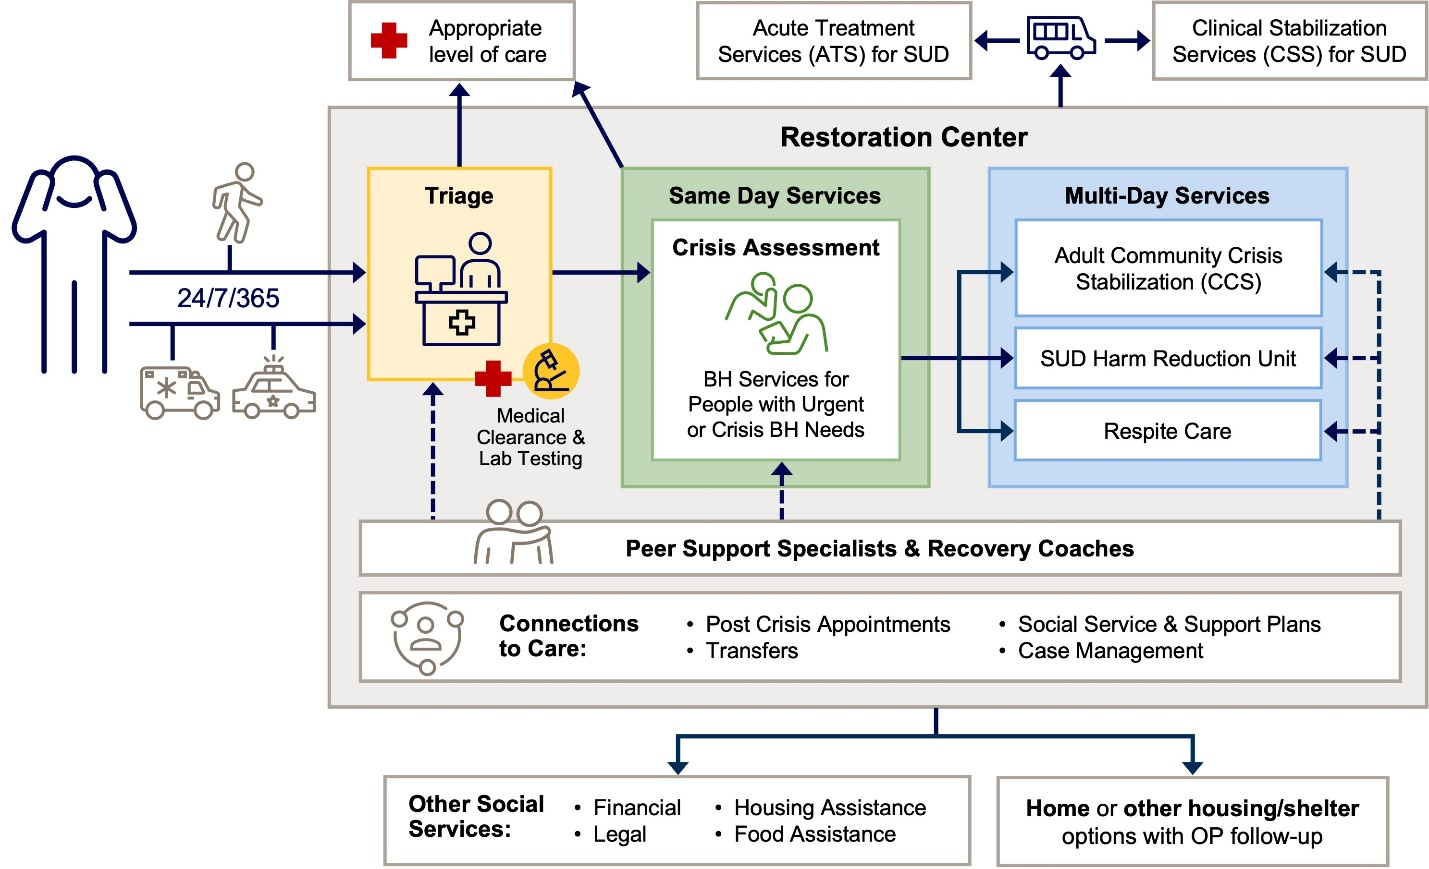 Appropriate
level of care
Acute Treatment
Services (ATS) for SUD
Clinical Stabilization
Services (CSS) for SUD
Restoration Center
24/7/365
Triage
Medical
Clearance &
Lab Testing
Same Day Services
Crisis Assessment
BH Services for
People with Urgent
or Crisis BH Needs
Multi-Day Services
Adult Community Crisis
Stabilization (CCS)
SUD Harm Reduction Unit
Respite Care
Peer Support Specialists & Recovery Coaches
Connections
to Care:
• Post Crisis Appointments
• Transfers
• Social Service & Support Plans
• Case Management
Other Social
Services:
• Financial
• Legal
• Housing Assistance
• Food Assistance
Home or other housing/shelter
options with OP follow-up